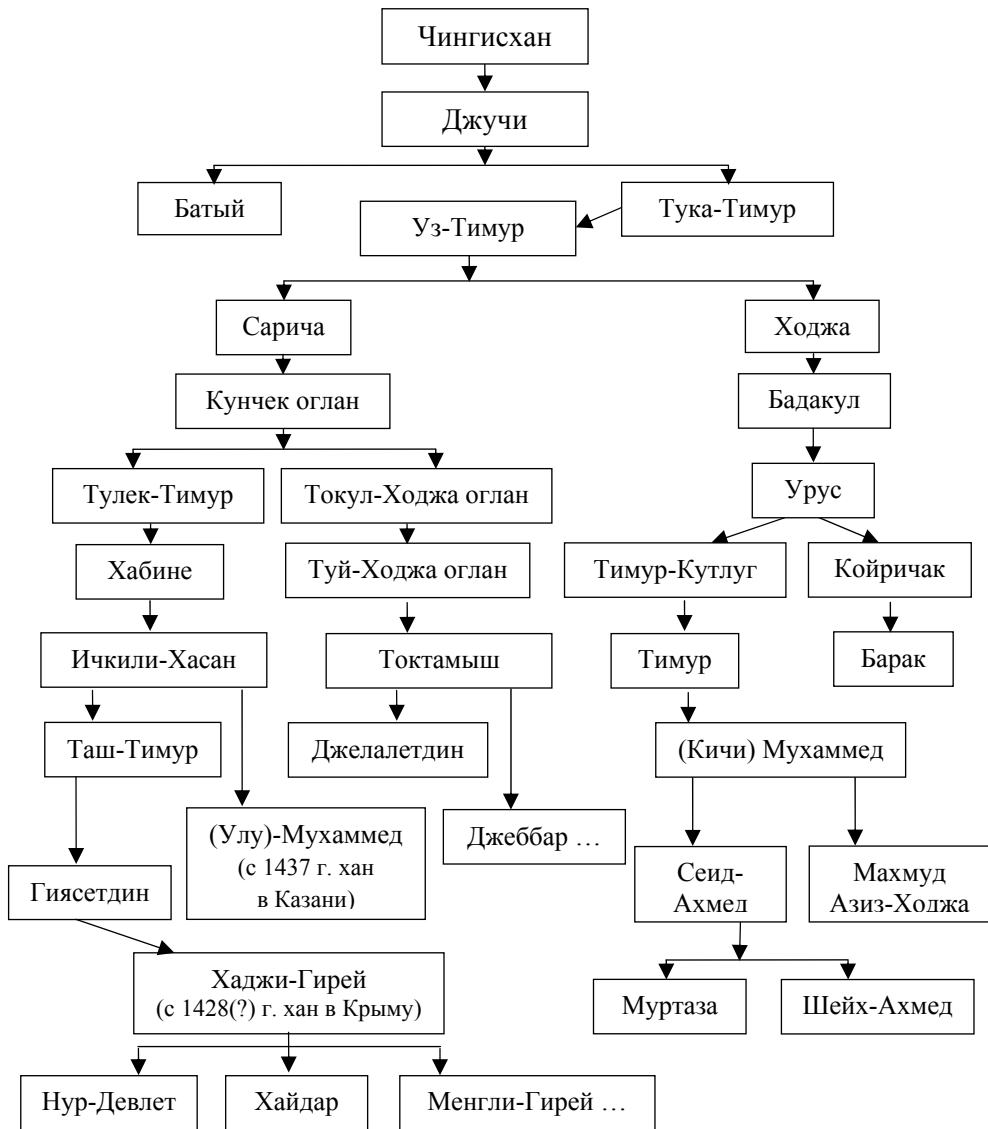 Чингисхан
Джучи
Батый
Тука-Тимур
Уз-Тимур
Сарича
Ходжа
Кунчек оглан
Бадакул
Тулек-Тимур
Токул-Ходжа оглан
Урус
Хабине
Туй-Ходжа оглан
Тимур-Кутлуг
Койричак
Ичкили-Хасан
Токтамыш
Тимур
Барак
Таш-Тимур
Джелалетдин
(Кичи) Мухаммед
(Улу)-Мухаммед
(с 1437 г. хан
в Казани)
Джеббар …
Гиясетдин
Сеид-
Ахмед
Махмуд
Азиз-Ходжа
Хаджи-Гирей
(с 1428(?) г. хан в Крыму)
Муртаза
Шейх-Ахмед
Нур-Девлет
Хайдар
Менгли-Гирей …